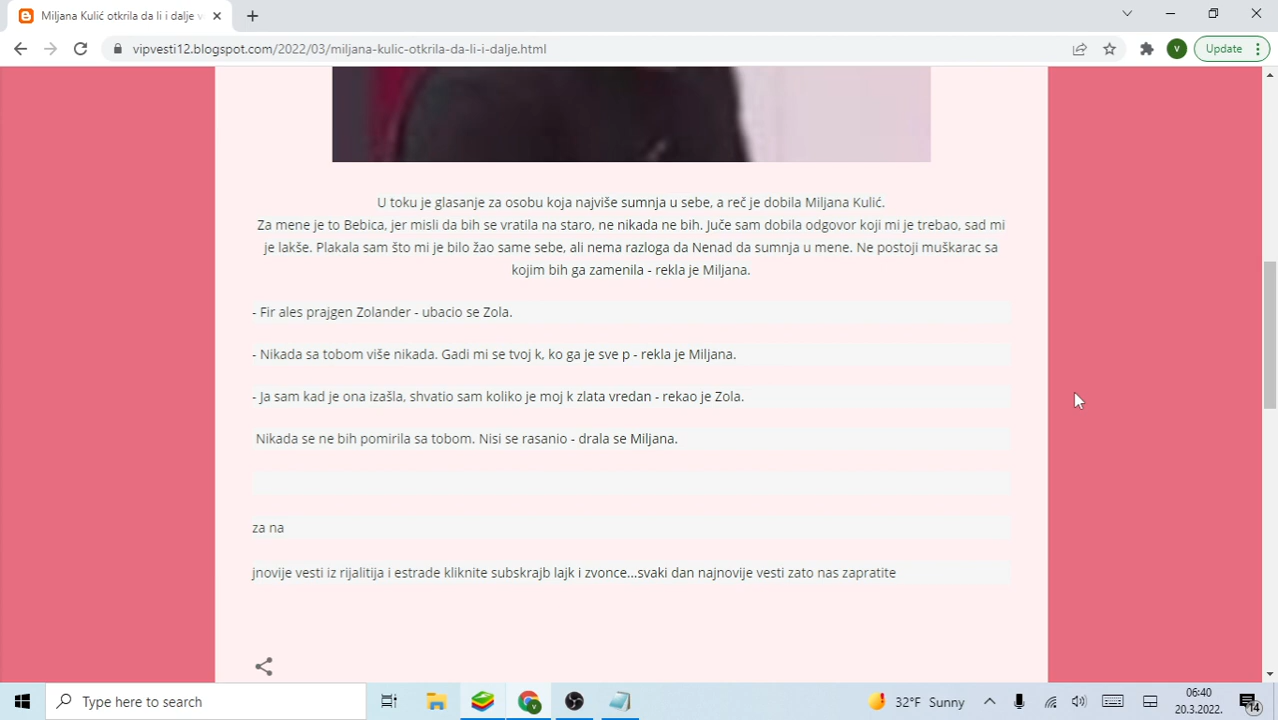 Miljana Kulić otkrila da li i dalje v
vipvesti12.blogspot.com/2022/03/miljana-kulic-otkrila-da-li-i-dalje.html
V
Update
U toku je glasanje za osobu koja najviše sumnja u sebe, a reč je dobila Miljana Kulić.
Za mene je to Bebica, jer misli da bih se vratila na staro, ne nikada ne bih. Juče sam dobila odgovor koji mi je trebao, sad mi
je lakše. Plakala sam što mi je bilo žao same sebe, ali nema razloga da Nenad da sumnja u mene. Ne postoji muškarac sa
kojim bih ga zamenila - rekla je Miljana.
- Fir ales prajgen Zolander - ubacio se Zola.
- Nikada sa tobom više nikada. Gadi mi se tvoj k, ko ga je sve p - rekla je Miljana.
- Ja sam kad je ona izašla, shvatio sam koliko je moj k zlata vredan - rekao je Zola.
Nikada se ne bih pomirila sa tobom. Nisi se rasanio - drala se Miljana.
za na
jnovije vesti iz rijalitija i estrade kliknite subskrajb lajk i zvonce...svaki dan najnovije vesti zato nas zapratite
Type here to search
32°F Sunny
06:40
20.3.2022.
14